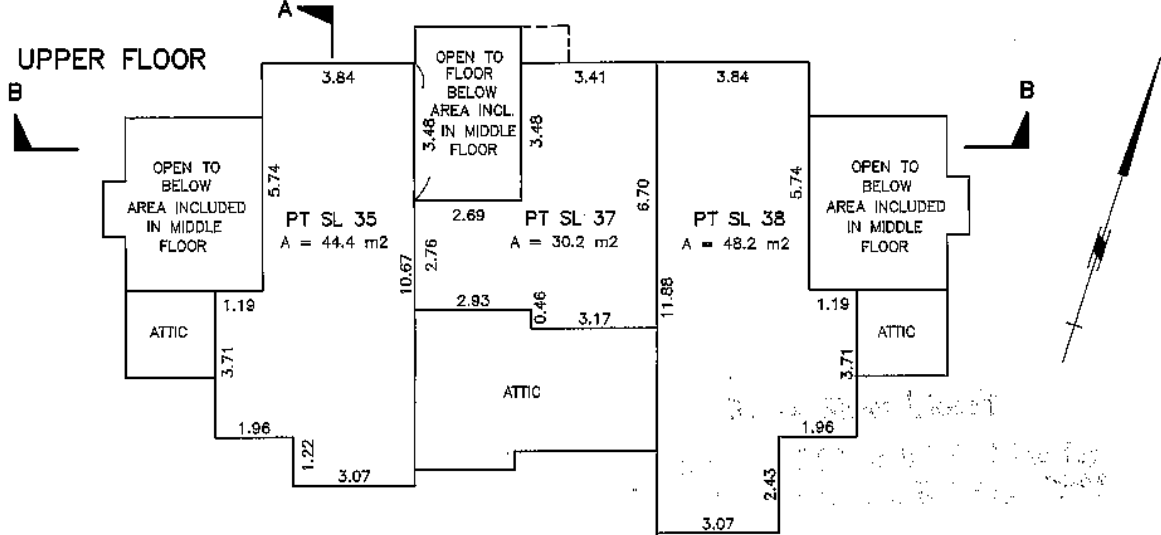 A
UPPER FLOOR
B
B
3.84
OPEN TO
FLOOR
BELOW
AREA INCL.
IN MIDDLE
FLOOR
3.48
3.48
3.41
3.84
OPEN TO
BELOW
AREA INCLUDED
IN MIDDLE
FLOOR
5.74
PT SL 35
A = 44.4 m2
10.67
2.69
2.76
PT SL 37
A = 30.2 m2
6.70
PT SL 38
A = 48.2 m2
5.74
OPEN TO
BELOW
AREA INCLUDED
IN MIDDLE
FLOOR
1.19
2.93
0.46
3.17
11.88
1.19
ATTIC
3.71
ATTIC
3.71
ATTIC
1.96
1.22
3.07
1.96
2.43
3.07